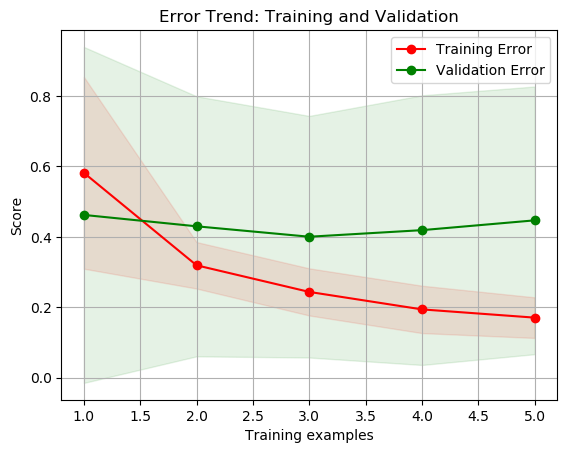 Error Trend: Training and Validation
Training Error
Validation Error
Score
0.8
0.6
0.4
0.2
0.0
1.0 1.5 2.0 2.5 3.0 3.5 4.0 4.5 5.0
Training examples